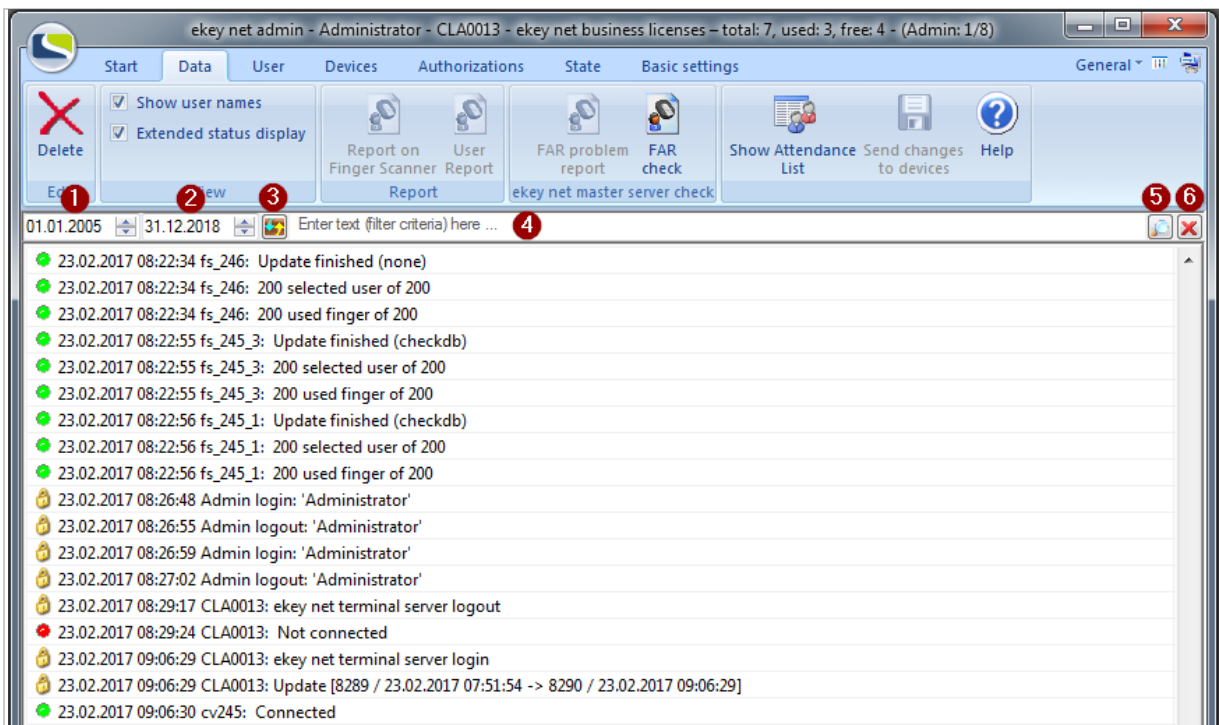 ekey net admin - Administrator - CLA0013 - ekey net business licenses – total: 7, used: 3, free: 4 - (Admin: 1/8)
Start Data User Devices Authorizations State Basic settings General
Show user names
Extended status display
Delete
Report on Finger Scanner
User Report
FAR problem report
FAR check
Show Attendance List
Send changes to devices
Help
View Report ekey net master server check
1 2 3 4 5 6
01.01.2005 31.12.2018 Enter text (filter criteria) here ...
23.02.2017 08:22:34 fs_246: Update finished (none)
23.02.2017 08:22:34 fs_246: 200 selected user of 200
23.02.2017 08:22:34 fs_246: 200 used finger of 200
23.02.2017 08:22:55 fs_245_3: Update finished (checkdb)
23.02.2017 08:22:55 fs_245_3: 200 selected user of 200
23.02.2017 08:22:55 fs_245_3: 200 used finger of 200
23.02.2017 08:22:56 fs_245_1: Update finished (checkdb)
23.02.2017 08:22:56 fs_245_1: 200 selected user of 200
23.02.2017 08:22:56 fs_245_1: 200 used finger of 200
23.02.2017 08:26:48 Admin login: 'Administrator'
23.02.2017 08:26:55 Admin logout: 'Administrator'
23.02.2017 08:26:59 Admin login: 'Administrator'
23.02.2017 08:27:02 Admin logout: 'Administrator'
23.02.2017 08:29:17 CLA0013: ekey net terminal server logout
23.02.2017 08:29:24 CLA0013: Not connected
23.02.2017 09:06:29 CLA0013: ekey net terminal server login
23.02.2017 09:06:29 CLA0013: Update [8289 / 23.02.2017 07:51:54 -> 8290 / 23.02.2017 09:06:29]
23.02.2017 09:06:30 cv245: Connected